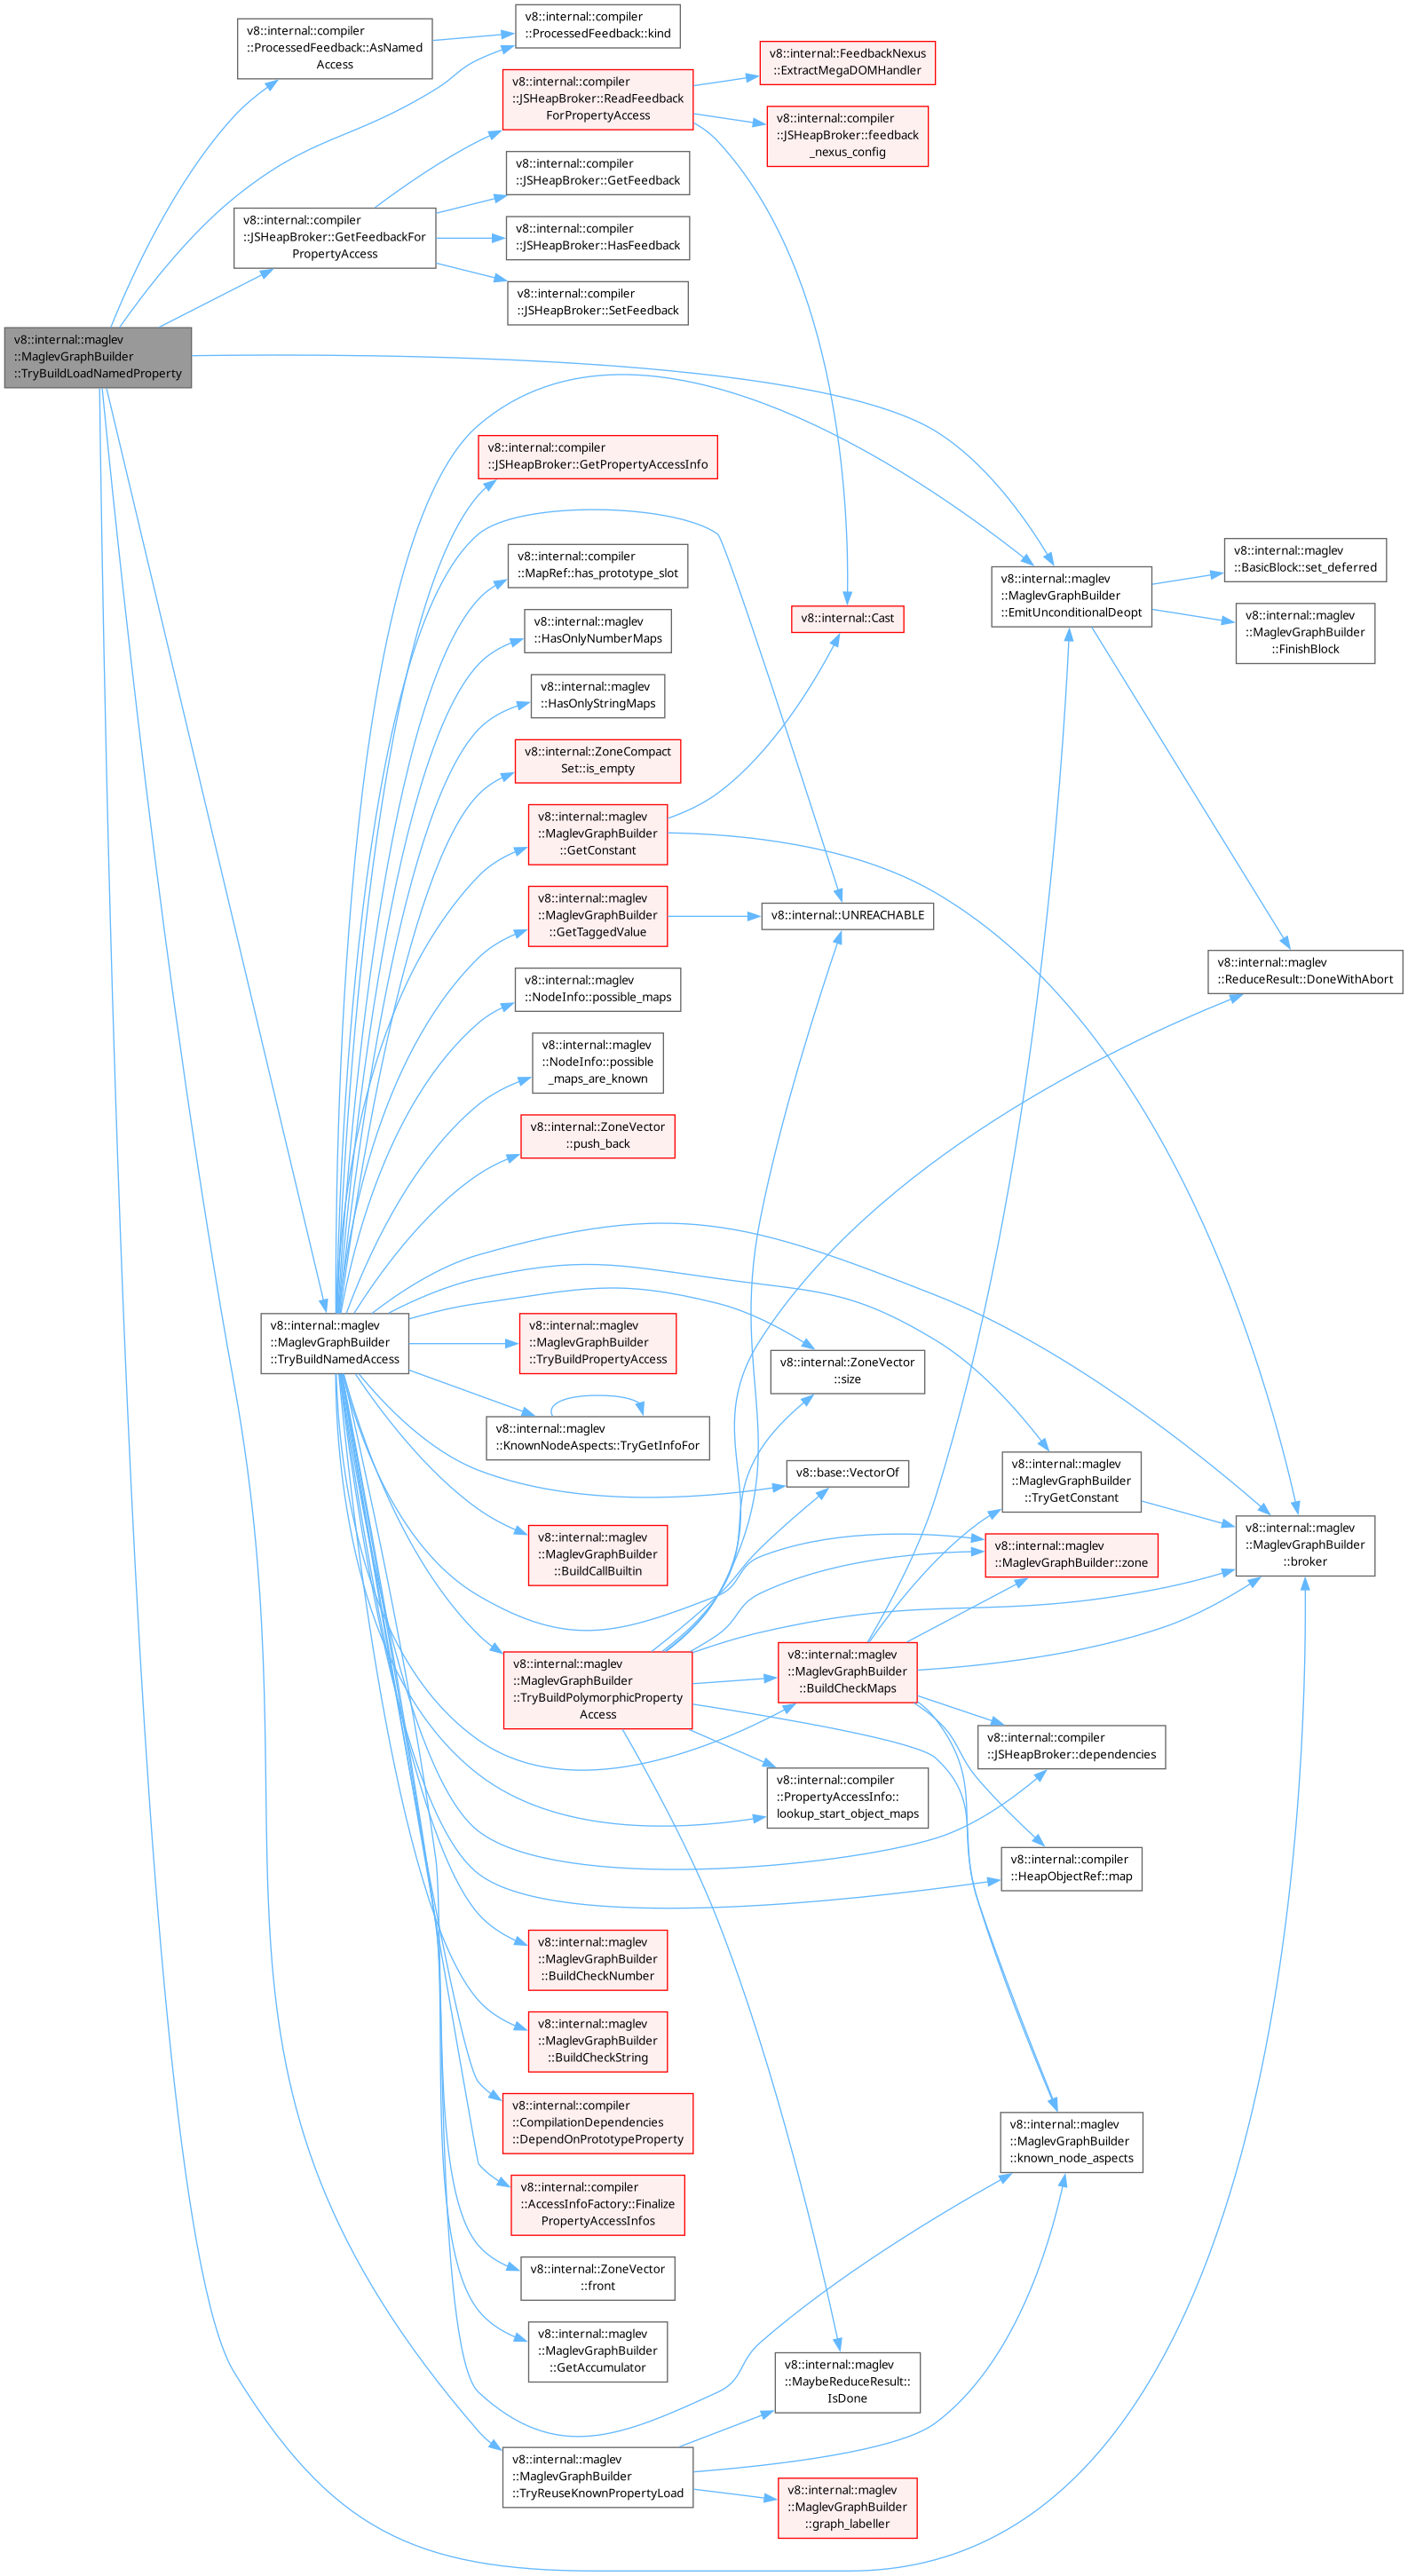 v8::internal::compiler
::ProcessedFeedback::kind
v8::internal::compiler
::ProcessedFeedback::AsNamed
Access
v8::internal::FeedbackNexus
::ExtractMegaDOMHandler
v8::internal::compiler
::JSHeapBroker::ReadFeedback
ForPropertyAccess
v8::internal::compiler
::JSHeapBroker::feedback
_nexus_config
v8::internal::compiler
::JSHeapBroker::GetFeedback
v8::internal::compiler
::JSHeapBroker::GetFeedbackFor
PropertyAccess
v8::internal::compiler
::JSHeapBroker::HasFeedback
v8::internal::compiler
::JSHeapBroker::SetFeedback
v8::internal::maglev
::MaglevGraphBuilder
::TryBuildLoadNamedProperty
v8::internal::compiler
::JSHeapBroker::GetPropertyAccessInfo
v8::internal::compiler
::MapRef::has_prototype_slot
v8::internal::maglev
::BasicBlock::set_deferred
v8::internal::maglev
::MaglevGraphBuilder
::EmitUnconditionalDeopt
v8::internal::maglev
::HasOnlyNumberMaps
v8::internal::Cast
v8::internal::maglev
::MaglevGraphBuilder
::FinishBlock
v8::internal::maglev
::HasOnlyStringMaps
v8::internal::ZoneCompact
Set::is_empty
v8::internal::maglev
::MaglevGraphBuilder
::GetConstant
v8::internal::maglev
::MaglevGraphBuilder
::GetTaggedValue
v8::internal::UNREACHABLE
v8::internal::maglev
::ReduceResult::DoneWithAbort
v8::internal::maglev
::NodeInfo::possible_maps
v8::internal::maglev
::NodeInfo::possible
_maps_are_known
v8::internal::ZoneVector
::push_back
v8::internal::maglev
::MaglevGraphBuilder
::TryBuildNamedAccess
v8::internal::maglev
::MaglevGraphBuilder
::TryBuildPropertyAccess
v8::internal::ZoneVector
::size
v8::internal::maglev
::KnownNodeAspects::TryGetInfoFor
v8::base::VectorOf
v8::internal::maglev
::MaglevGraphBuilder
::TryGetConstant
v8::internal::maglev
::MaglevGraphBuilder
::BuildCallBuiltin
v8::internal::maglev
::MaglevGraphBuilder::zone
v8::internal::maglev
::MaglevGraphBuilder
::broker
v8::internal::maglev
::MaglevGraphBuilder
::TryBuildPolymorphicProperty
Access
v8::internal::maglev
::MaglevGraphBuilder
::BuildCheckMaps
v8::internal::compiler
::JSHeapBroker::dependencies
v8::internal::compiler
::PropertyAccessInfo::
lookup_start_object_maps
v8::internal::compiler
::HeapObjectRef::map
v8::internal::maglev
::MaglevGraphBuilder
::BuildCheckNumber
v8::internal::maglev
::MaglevGraphBuilder
::BuildCheckString
v8::internal::compiler
::CompilationDependencies
::DependOnPrototypeProperty
v8::internal::maglev
::MaglevGraphBuilder
::known_node_aspects
v8::internal::compiler
::AccessInfoFactory::Finalize
PropertyAccessInfos
v8::internal::ZoneVector
::front
v8::internal::maglev
::MaglevGraphBuilder
::GetAccumulator
v8::internal::maglev
::MaybeReduceResult::
IsDone
v8::internal::maglev
::MaglevGraphBuilder
::TryReuseKnownPropertyLoad
v8::internal::maglev
::MaglevGraphBuilder
::graph_labeller